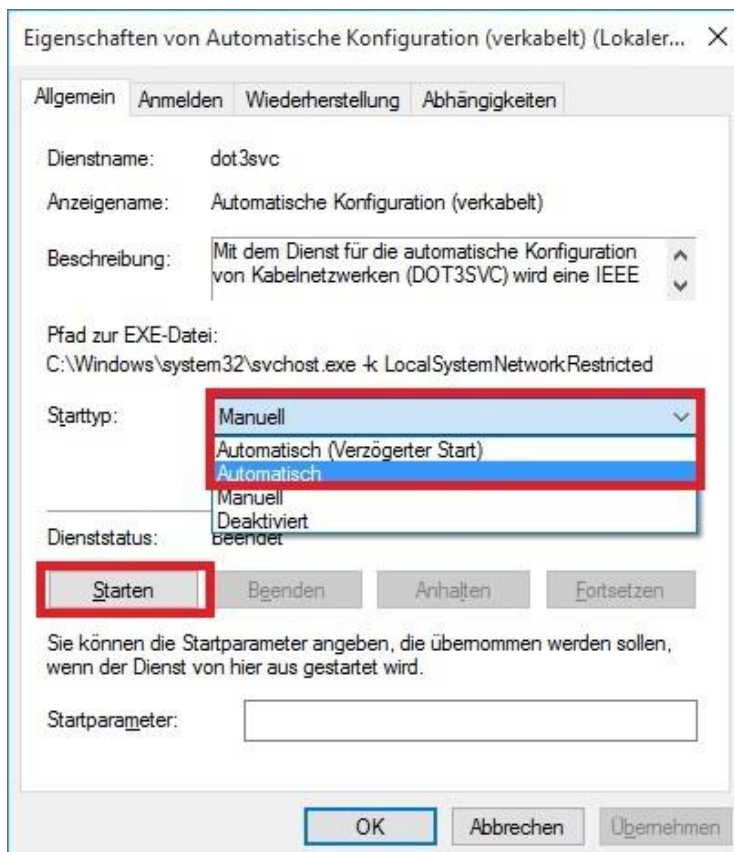 Eigenschaften von Automatische Konfiguration (verkabelt) (Lokaler...
Allgemein Anmelden Wiederherstellung Abhängigkeiten
Dienstname: dot3svc
Anzeigename: Automatische Konfiguration (verkabelt)
Beschreibung: Mit dem Dienst für die automatische Konfiguration
von Kabelnetzwerken (DOT3SVC) wird eine IEEE
Pfad zur EXE-Datei:
C:\Windows\system32\svchost.exe -k LocalSystemNetworkRestricted
Starttyp: Manuell
Automatisch (Verzögerter Start)
Automatisch
Manuell
Deaktiviert
Dienststatus: Beendet
Starten Beenden Anhalten Fortsetzen
Sie können die Startparameter angeben, die übernommen werden sollen,
wenn der Dienst von hier aus gestartet wird.
Startparameter:
OK Abbrechen Übernehmen